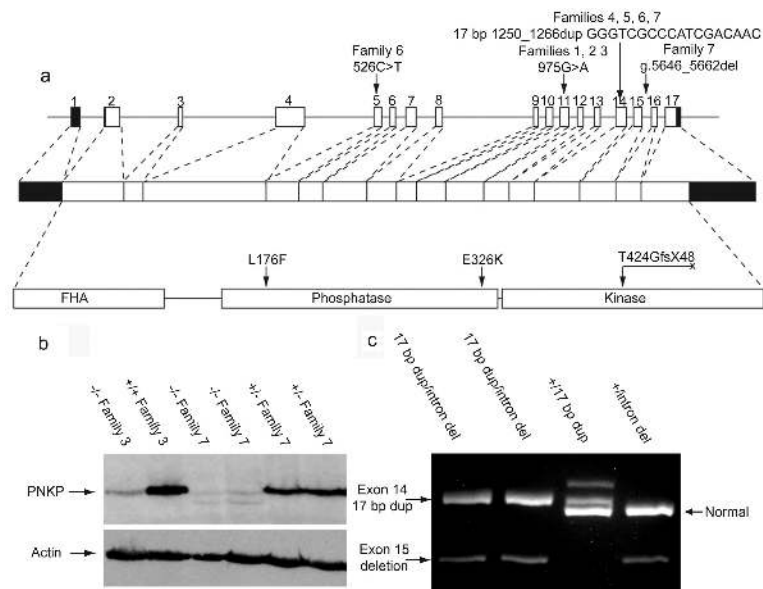 Families 4, 5, 6, 7
17 bp 1250_1266dup GGGTCGCCCATCGACAAC
Family 6
526C>T
Families 1, 2 3
975G>A
Family 7
g.5646_5662del
a
1 2 3 4 5 6 7 8 9 10 11 12 13 14 15 16 17
L176F
E326K
T424GfsX48
x
FHA
Phosphatase
Kinase
b
-/- Family 3
+/+ Family 3
-/- Family 7
-/- Family 7
+/- Family 7
+/- Family 7
PNKP
Actin
c
17 bp dup/intron del
17 bp dup/intron del
+/17 bp dup
+/intron del
Exon 14
17 bp dup
Normal
Exon 15
deletion